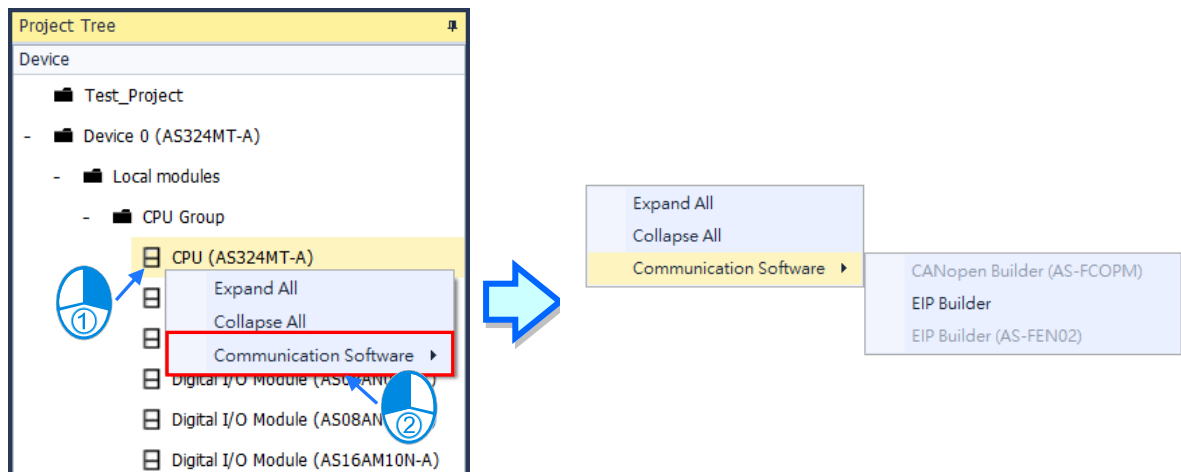 Project Tree
Device
Test_Project
- Device 0 (AS324MT-A)
- Local modules
- CPU Group
CPU (AS324MT-A)
Expand All
Collapse All
Communication Software
Digital I/O Module
Digital I/O Module (AS08AN
Digital I/O Module (AS16AM10N-A)
1
2
Expand All
Collapse All
Communication Software
CANopen Builder (AS-FCOPM)
EIP Builder
EIP Builder (AS-FEN02)